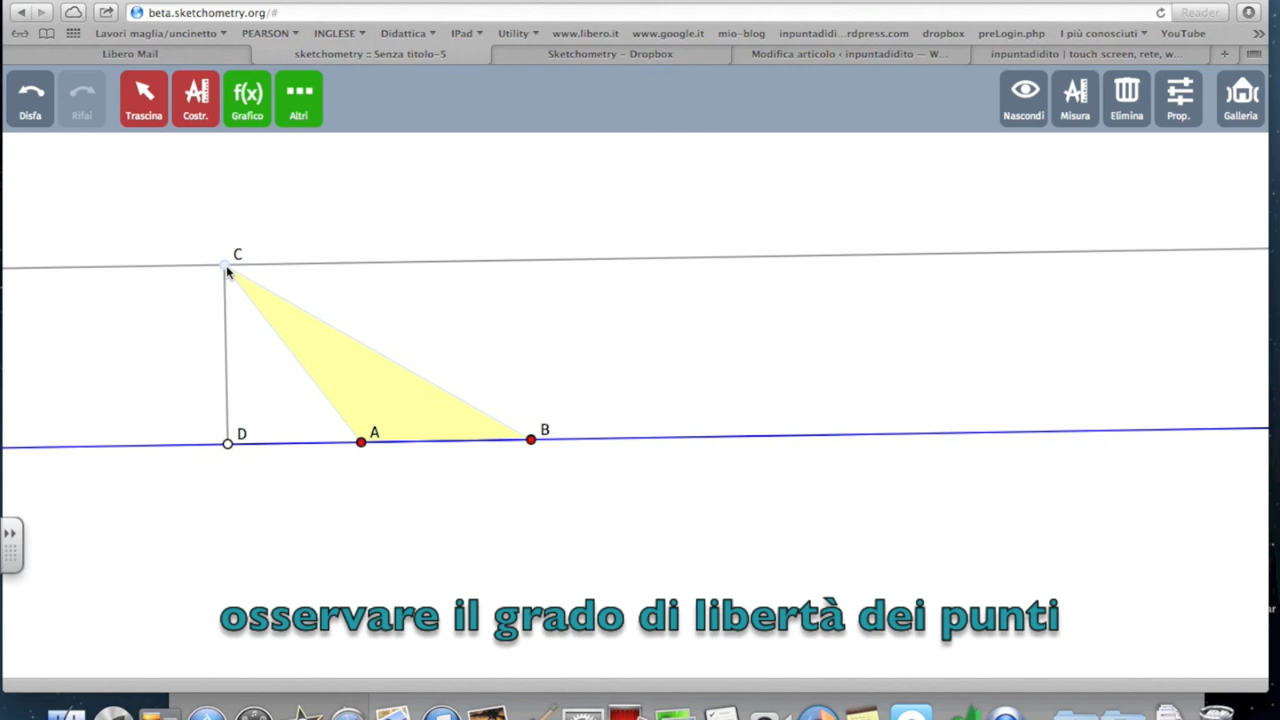 beta.sketchometry.org/#
Reader
Lavori maglia/uncinetto PEARSON INGLESE Didattica IPad Utility www.libero.it www.google.it mio-blog inputandidi...rdpress.com dropbox preLogin.php I più conosciuti YouTube
Libero Mail sketchometry :: Senza titolo-5 Sketchometry – Dropbox Modifica articolo ‹ inpuntadidito — W... inpuntadidito | touch screen, rete, w...
f(x)
Disfa Rifai Trascina Costr. Grafico Altri Nascondi Misura Elimina Prop. Galleria
C
D A B
osservare il grado di libertà dei punti